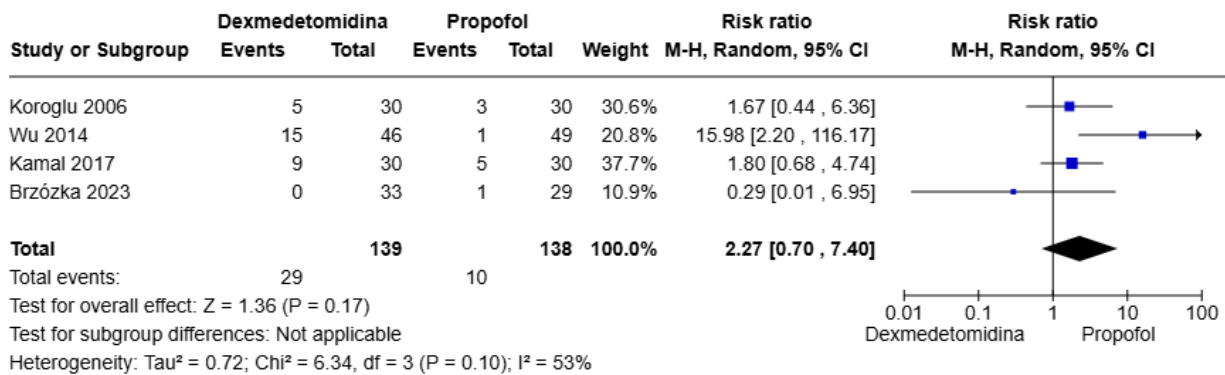 Dexmedetomidina Propofol Risk ratio Risk ratio
Study or Subgroup Events Total Events Total Weight M-H, Random, 95% CI M-H, Random, 95% CI
Koroglu 2006 5 30 3 30 30.6% 1.67 [0.44 , 6.36]
Wu 2014 15 46 1 49 20.8% 15.98 [2.20 , 116.17]
Kamal 2017 9 30 5 30 37.7% 1.80 [0.68 , 4.74]
Brzózka 2023 0 33 1 29 10.9% 0.29 [0.01 , 6.95]
Total 139 138 100.0% 2.27 [0.70 , 7.40]
Total events: 29 10
Test for overall effect: Z = 1.36 (P = 0.17)
Test for subgroup differences: Not applicable
Heterogeneity: Tau² = 0.72; Chi² = 6.34, df = 3 (P = 0.10); I² = 53%
0.01 0.1 1 10 100
Dexmedetomidina Propofol